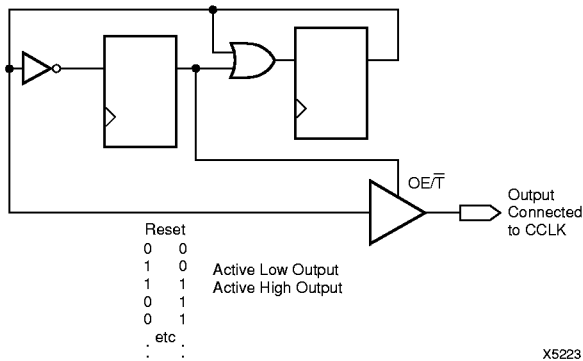 OE/T̅
Output
Connected
to CCLK
Reset
0 0
1 0
1 1
0 1
0 1
etc
. .
. .
Active Low Output
Active High Output
X5223